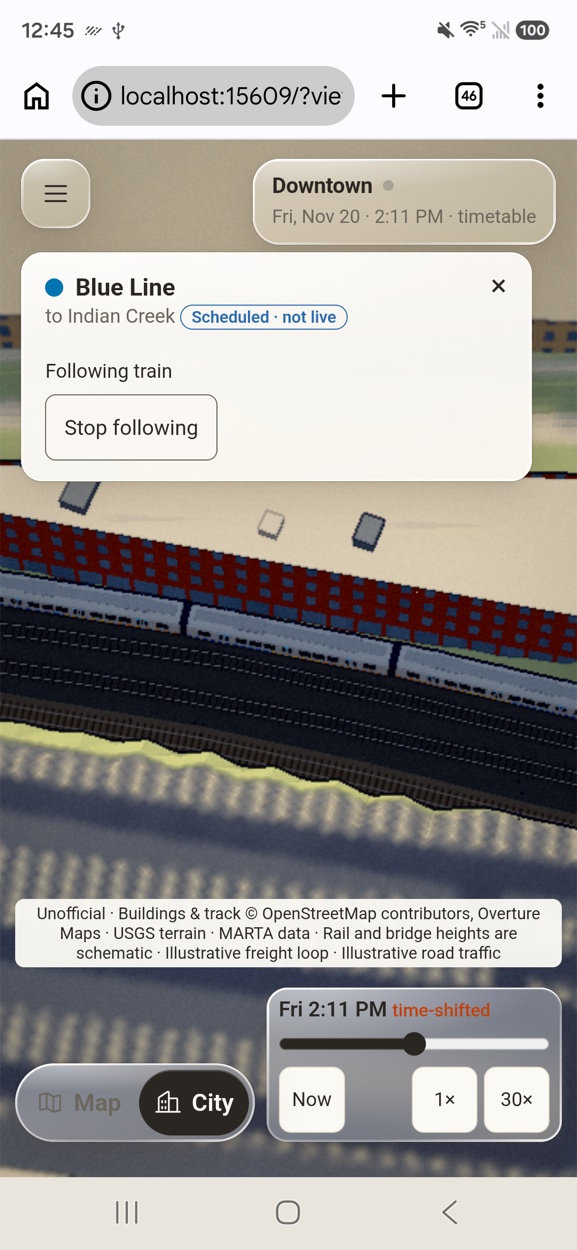 12:45
5
100
localhost:15609/?vie
46
Downtown
Fri, Nov 20 · 2:11 PM · timetable
Blue Line
×
to Indian Creek Scheduled · not live
Following train
Stop following
Unofficial · Buildings & track © OpenStreetMap contributors, Overture
Maps · USGS terrain · MARTA data · Rail and bridge heights are
schematic · Illustrative freight loop · Illustrative road traffic
Fri 2:11 PM time-shifted
Now
1×
30×
Map
City